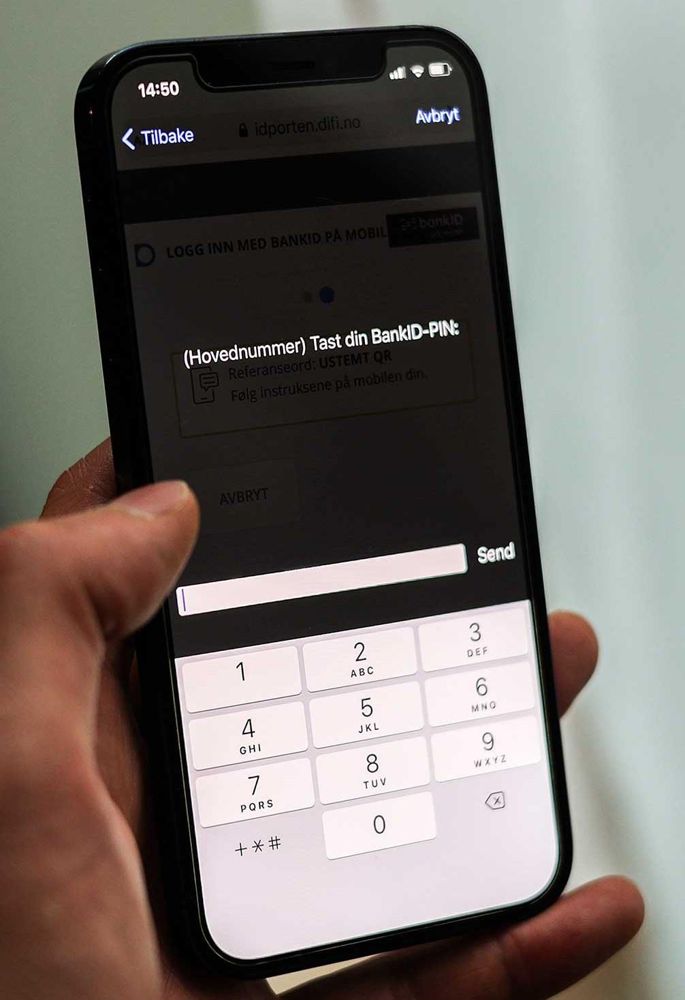 14:50
Tilbake
idporten.difi.no
Avbryt
LOGG INN MED BANKID PÅ MOBIL
bankID
(Hovednummer) Tast din BankID-PIN:
Referanseord: USTEMT QR
Følg instruksene på mobilen din.
AVBRYT
Send
1
2
ABC
3
DEF
4
GHI
5
JKL
6
MNO
7
PQRS
8
TUV
9
WXYZ
+*#
0